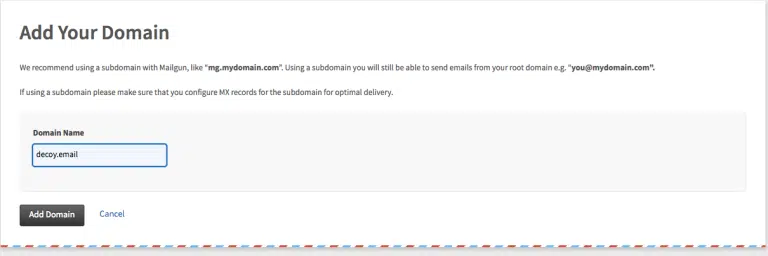 Add Your Domain
We recommend using a subdomain with Mailgun, like “mg.mydomain.com”. Using a subdomain you will still be able to send emails from your root domain e.g. “you@mydomain.com”.
If using a subdomain please make sure that you configure MX records for the subdomain for optimal delivery.
Domain Name
decoy.email
Add Domain Cancel